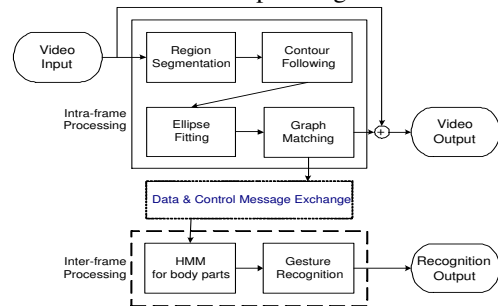 Video
Input
Region
Segmentation
Contour
Following
Intra-frame
Processing
Ellipse
Fitting
Graph
Matching
+
Video
Output
Data & Control Message Exchange
Inter-frame
Processing
HMM
for body parts
Gesture
Recognition
Recognition
Output